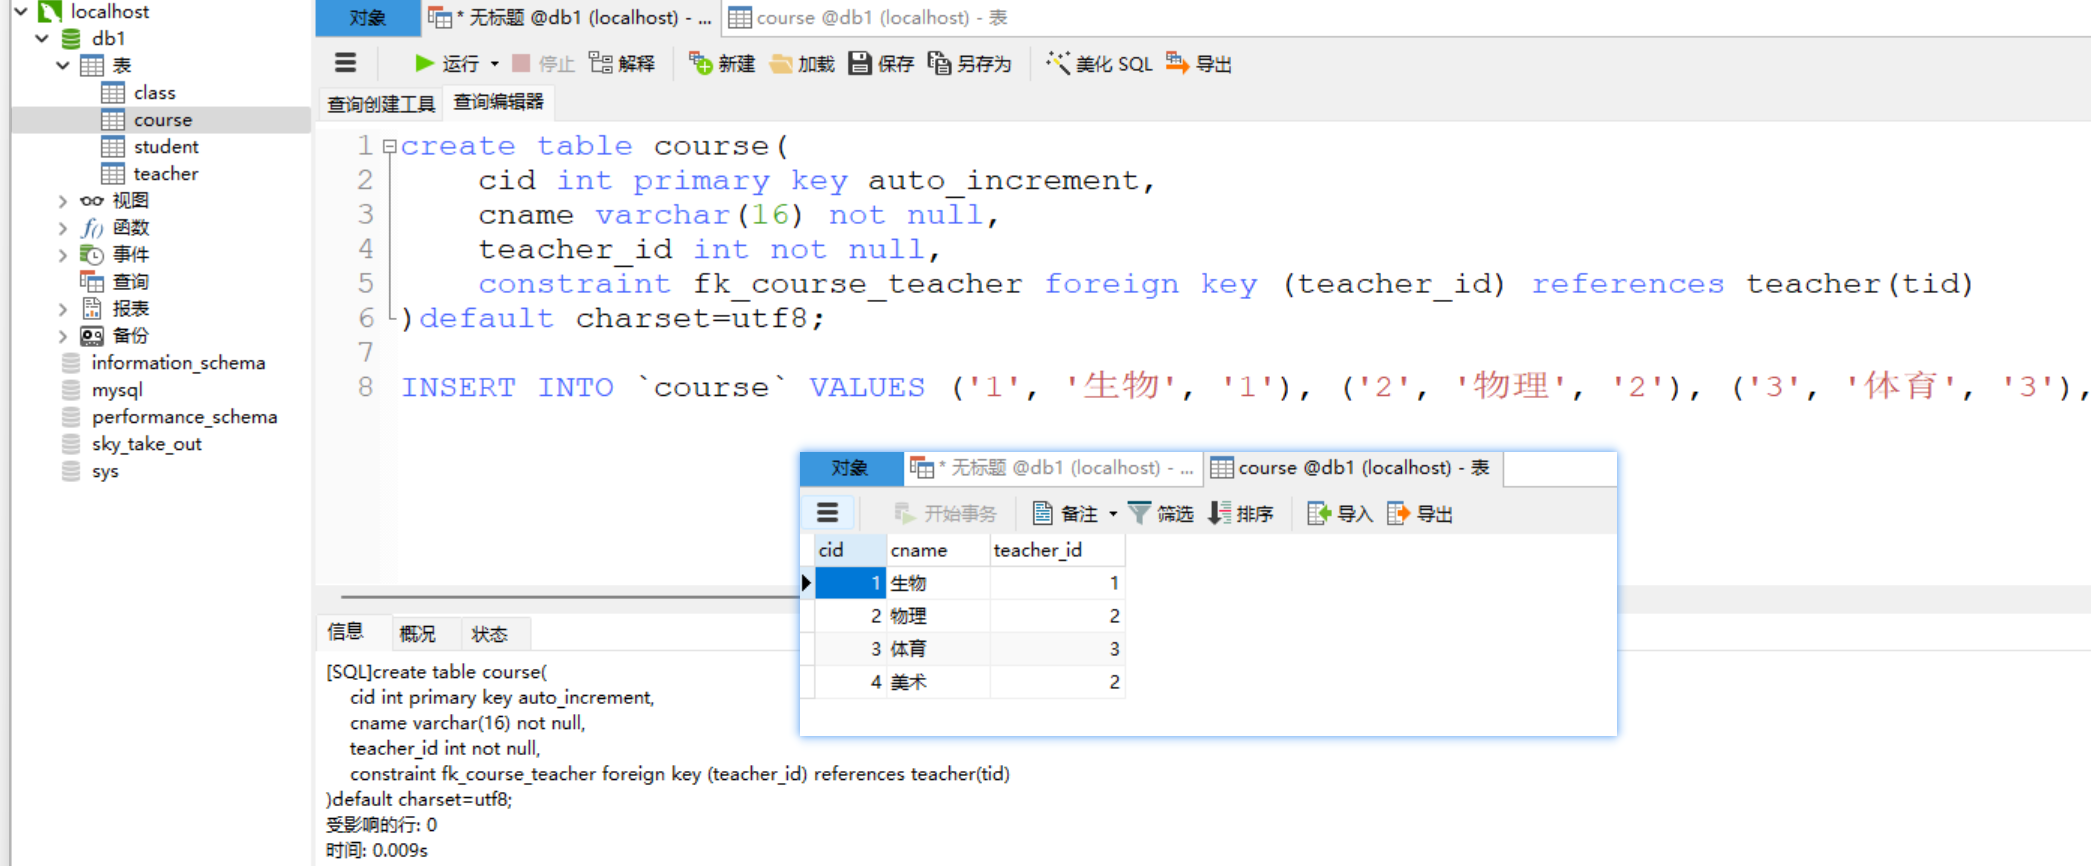 localhost
db1
表
class
course
student
teacher
视图
函数
事件
查询
报表
备份
information_schema
mysql
performance_schema
sky_take_out
sys
对象 * 无标题 @db1 (localhost) - ... course @db1 (localhost) - 表
运行 停止 解释 新建 加载 保存 另存为 美化 SQL 导出
查询创建工具 查询编辑器
1 create table course(
2 cid int primary key auto_increment,
3 cname varchar(16) not null,
4 teacher_id int not null,
5 constraint fk_course_teacher foreign key (teacher_id) references teacher(tid)
6 )default charset=utf8;
7
8 INSERT INTO `course` VALUES ('1', '生物', '1'), ('2', '物理', '2'), ('3', '体育', '3'),
对象 * 无标题 @db1 (localhost) - ... course @db1 (localhost) - 表
开始事务 备注 筛选 排序 导入 导出
cid cname teacher_id
1 生物 1
2 物理 2
3 体育 3
4 美术 2
信息 概况 状态
[SQL]create table course(
cid int primary key auto_increment,
cname varchar(16) not null,
teacher_id int not null,
constraint fk_course_teacher foreign key (teacher_id) references teacher(tid)
)default charset=utf8;
受影响的行: 0
时间: 0.009s